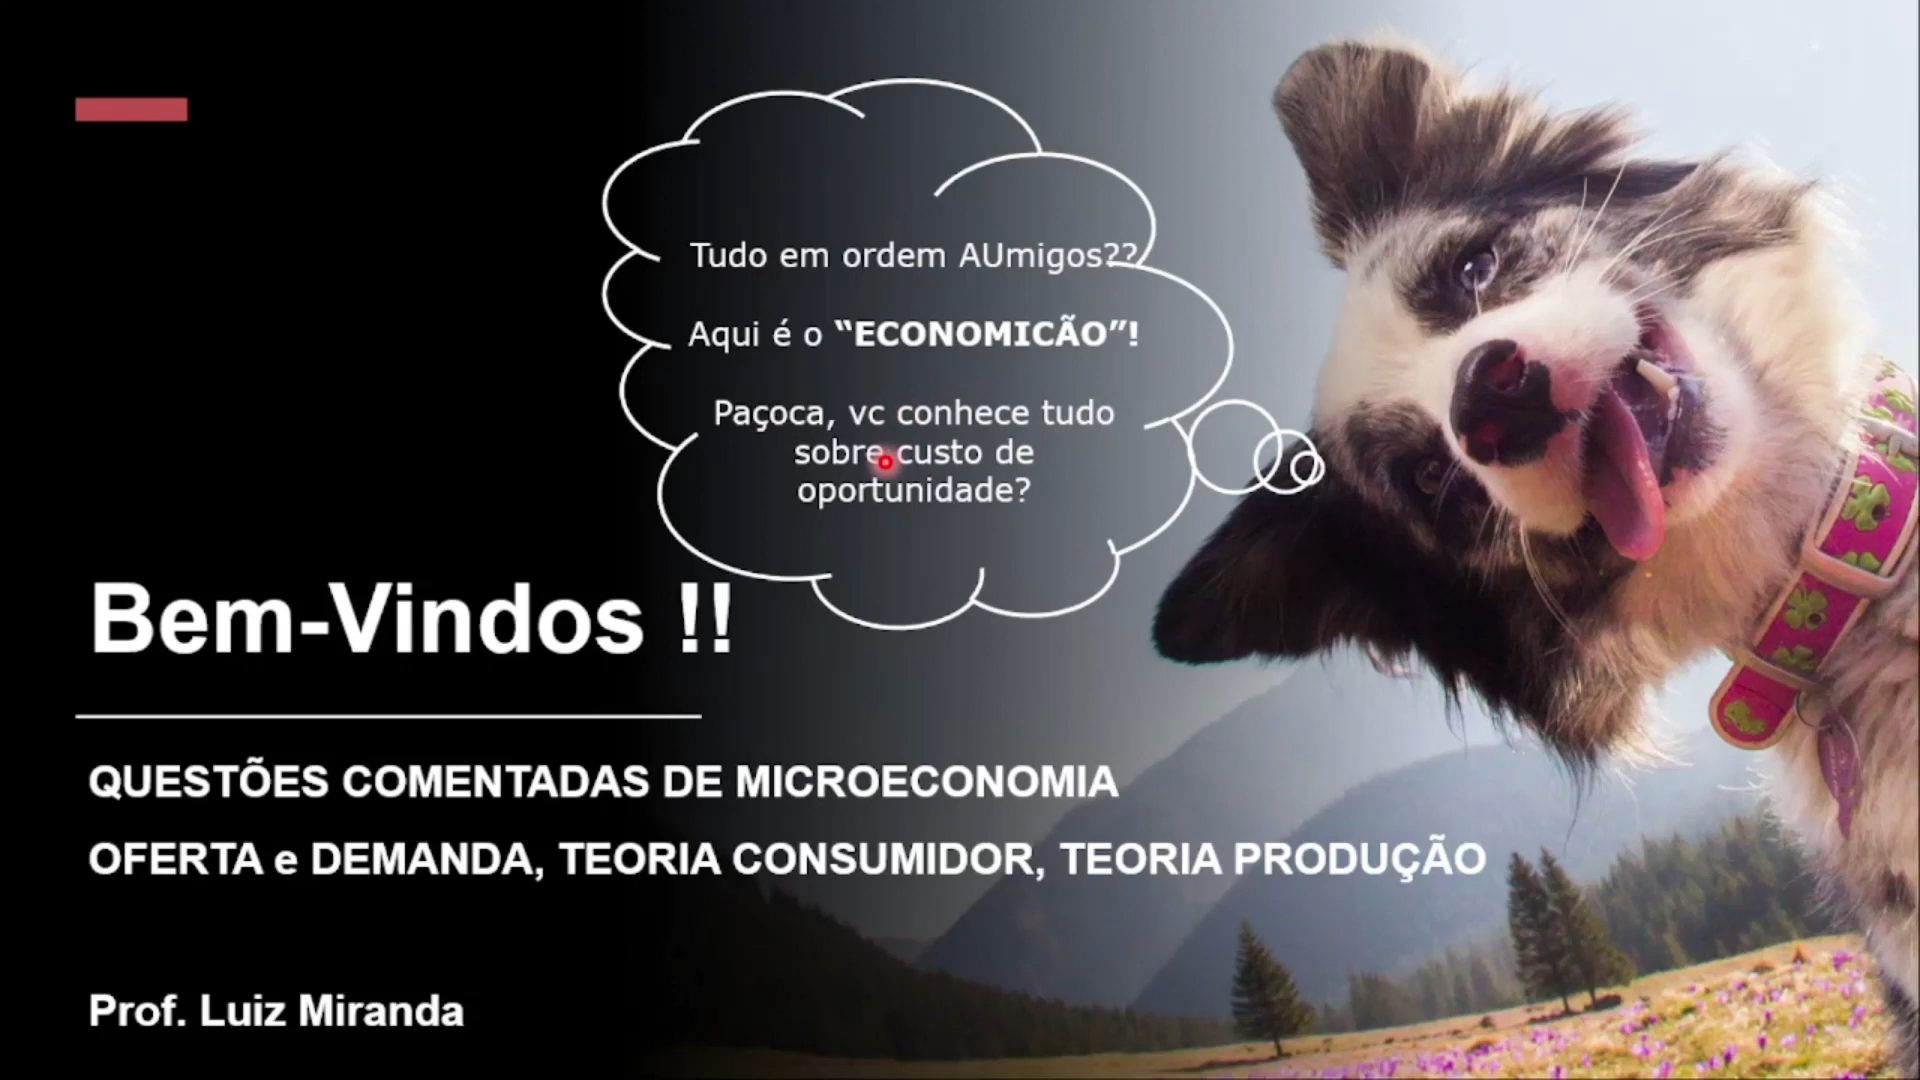 Tudo em ordem AUmigos??
Aqui é o “ECONOMICÃO”!
Paçoca, vc conhece tudo
sobre custo de
oportunidade?
Bem-Vindos !!
QUESTÕES COMENTADAS DE MICROECONOMIA
OFERTA e DEMANDA, TEORIA CONSUMIDOR, TEORIA PRODUÇÃO
Prof. Luiz Miranda